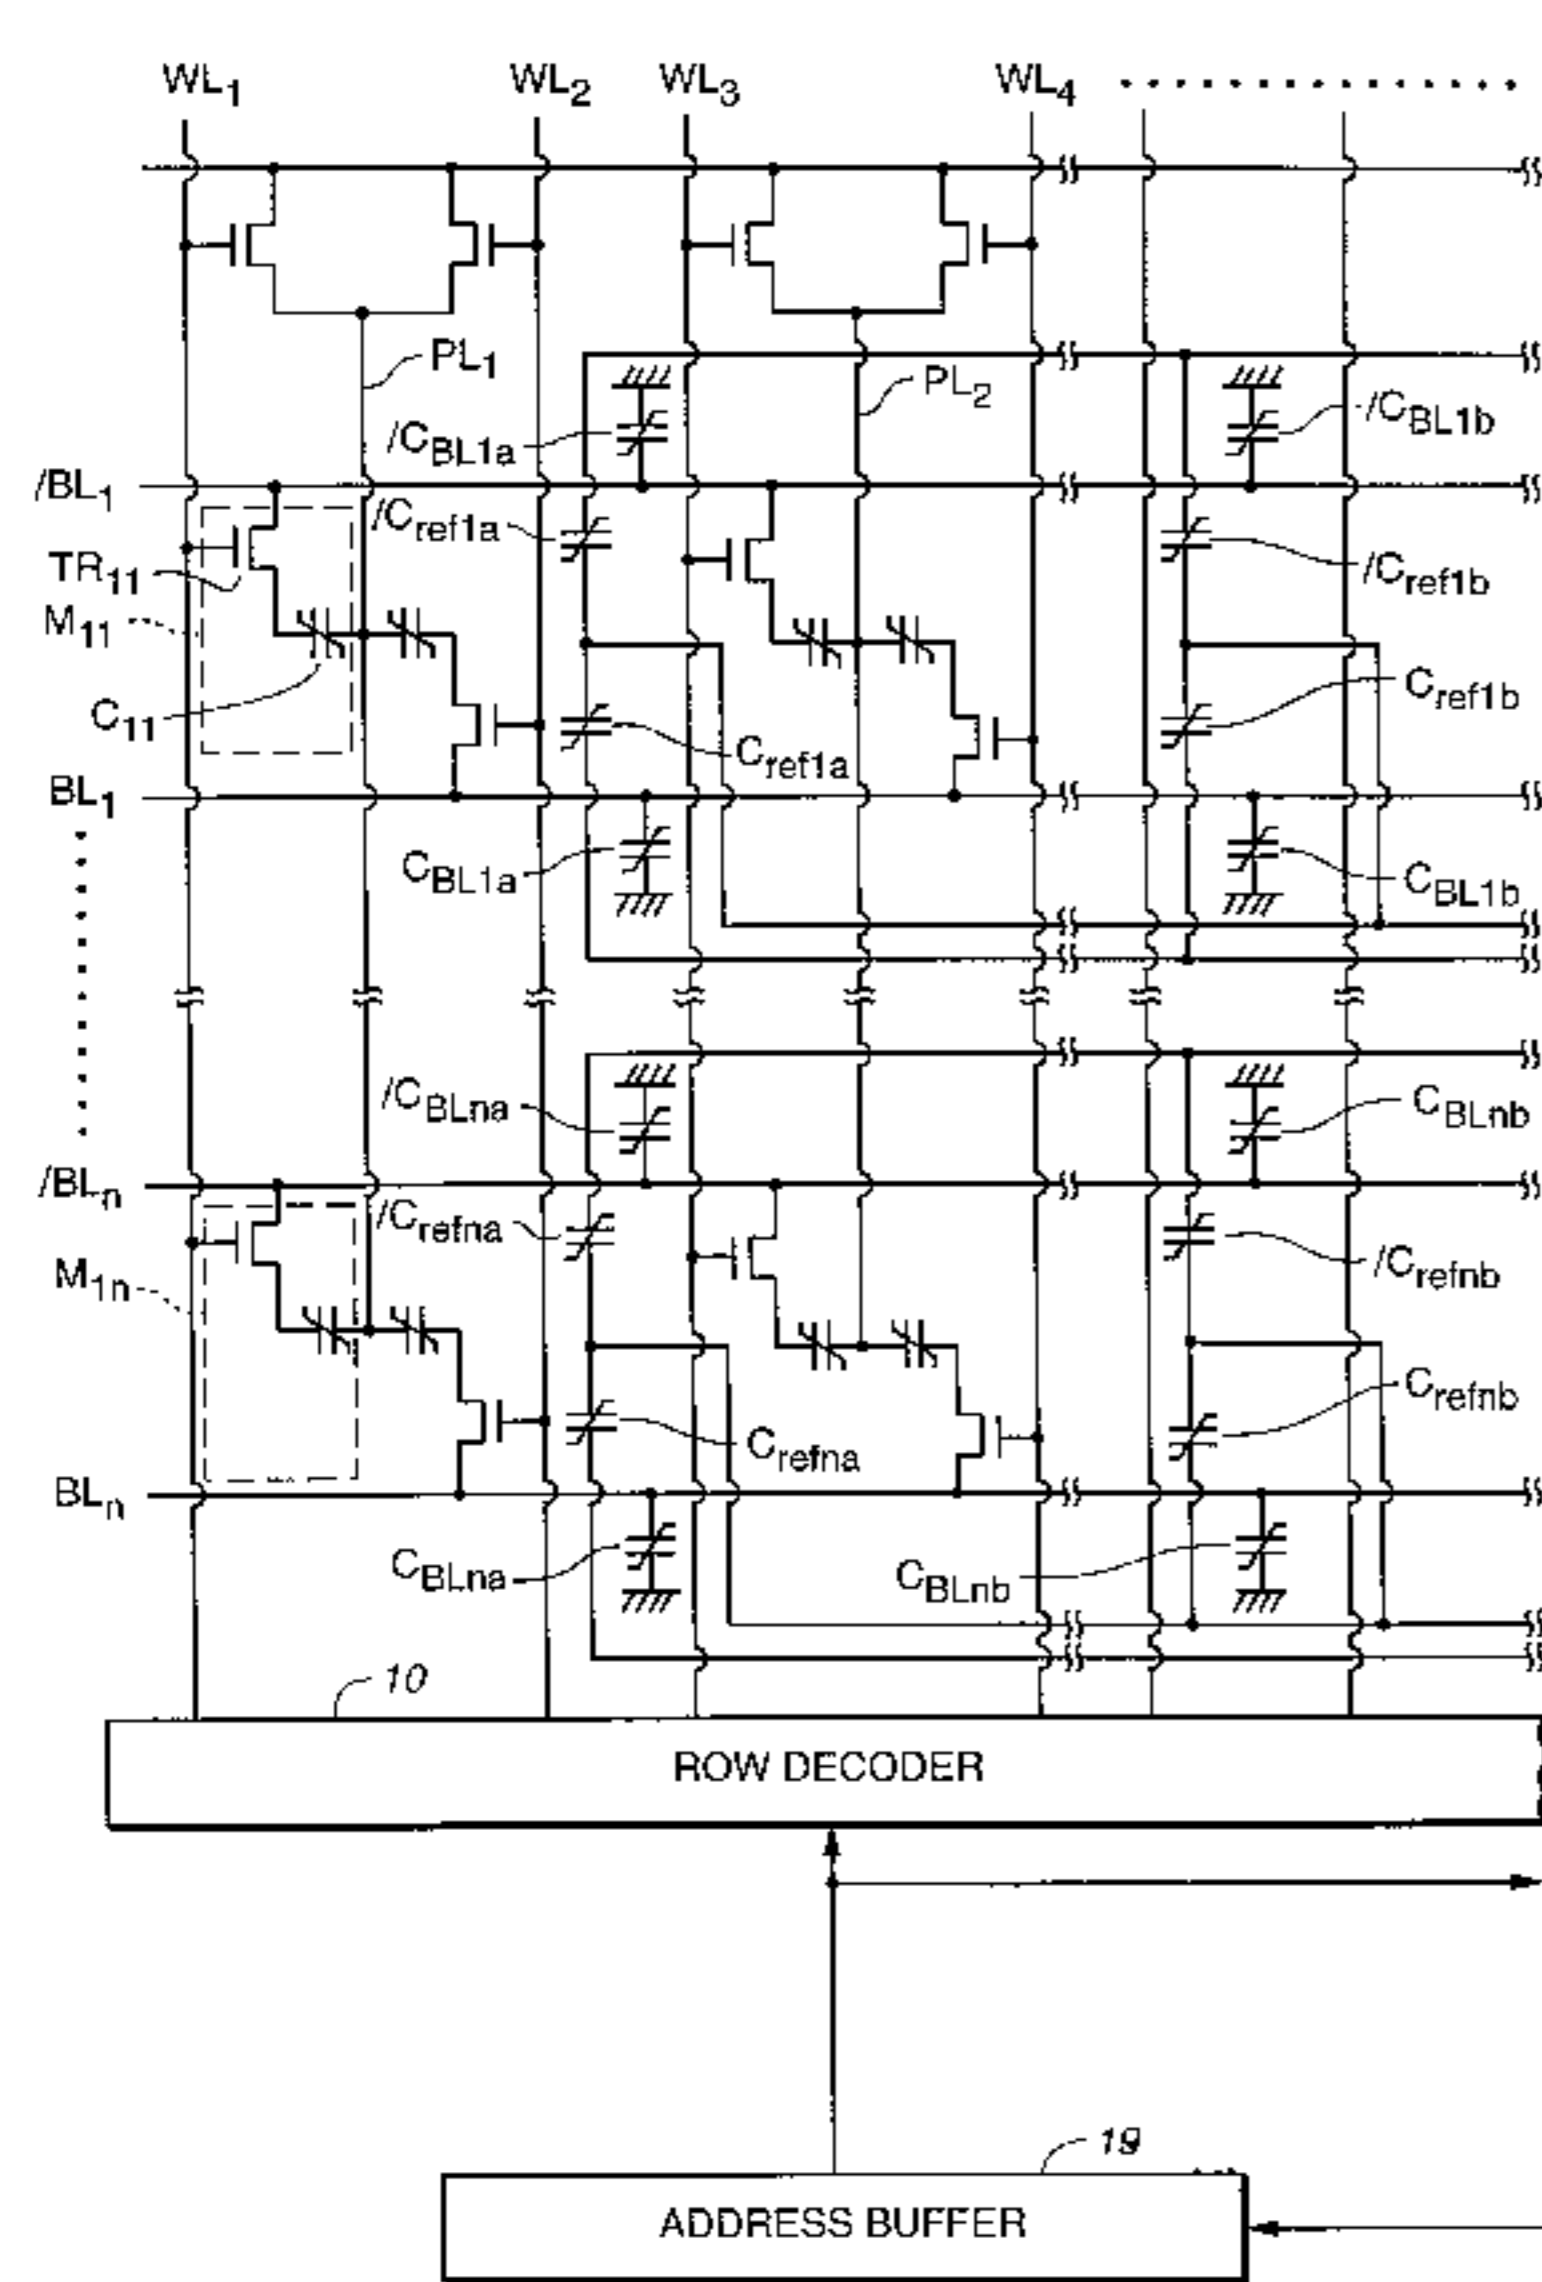 WL1 WL2 WL3 WL4 . . . . . . . . . . . . . . .
PL1
PL2
/CBL1a
/CBL1b
/BL1
/Cref1a
TR11
/Cref1b
M11
C11
Cref1b
Cref1a
BL1
CBL1a
CBL1b
/CBLna
CBLnb
/BLn
/Crefna
M1n
/Crefnb
Crefnb
Crefna
BLn
CBLna
CBLnb
10
ROW DECODER
19
ADDRESS BUFFER